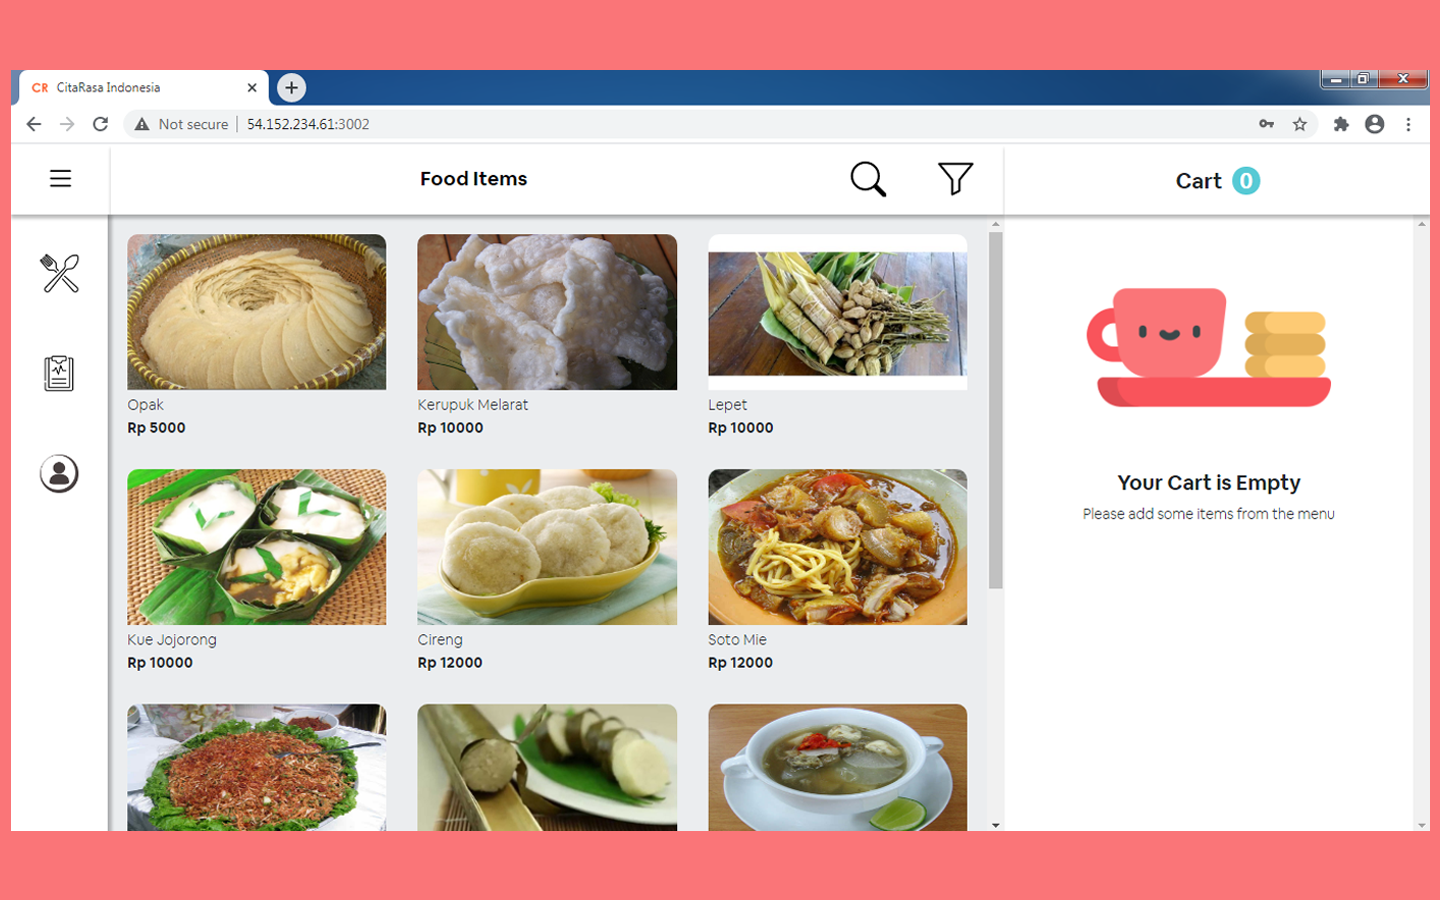 CR CitaRasa Indonesia
Not secure 54.152.234.61:3002
Food Items
Cart 0
Opak
Rp 5000
Kerupuk Melarat
Rp 10000
Lepet
Rp 10000
Kue Jojorong
Rp 10000
Cireng
Rp 12000
Soto Mie
Rp 12000
Your Cart is Empty
Please add some items from the menu